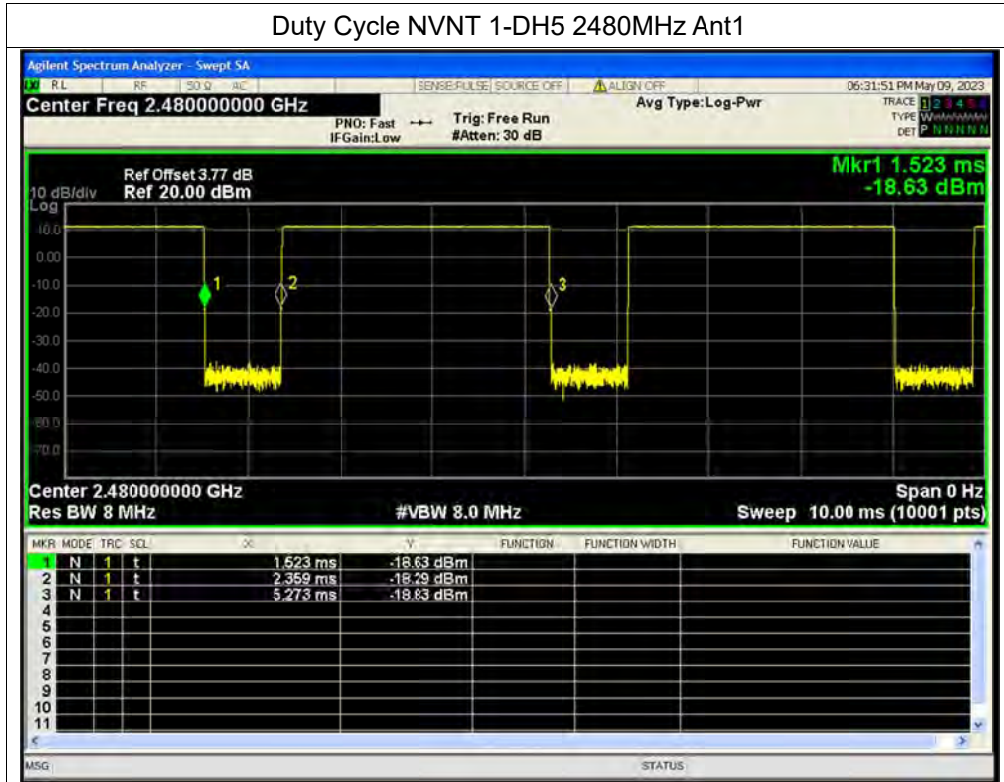 Duty Cycle NVNT 1-DH5 2480MHz Ant1
Agilent Spectrum Analyzer - Swept SA
RL RF 50 Ω AC SENSE:PULSE SOURCE OFF ALIGN OFF 06:31:51 PM May 09, 2023
Center Freq 2.480000000 GHz Avg Type:Log-Pwr TRACE 1 2 3 4 5 6
PNO: Fast Trig: Free Run TYPE
IFGain:Low #Atten: 30 dB DET P N N N N N
Mkr1 1.523 ms
Ref Offset 3.77 dB
10 dB/div Ref 20.00 dBm -18.63 dBm
Log
10.0
0.00
-10.0
1
2
3
-20.0
-30.0
-40.0
-50.0
-60.0
-70.0
Center 2.480000000 GHz Span 0 Hz
Res BW 8 MHz #VBW 8.0 MHz Sweep 10.00 ms (10001 pts)
MKR MODE TRC SCL X Y FUNCTION FUNCTION WIDTH FUNCTION VALUE
1 N 1 t 1.523 ms -18.63 dBm
2 N 1 t 2.359 ms -18.29 dBm
3 N 1 t 5.273 ms -18.83 dBm
4
5
6
7
8
9
10
11
MSG STATUS